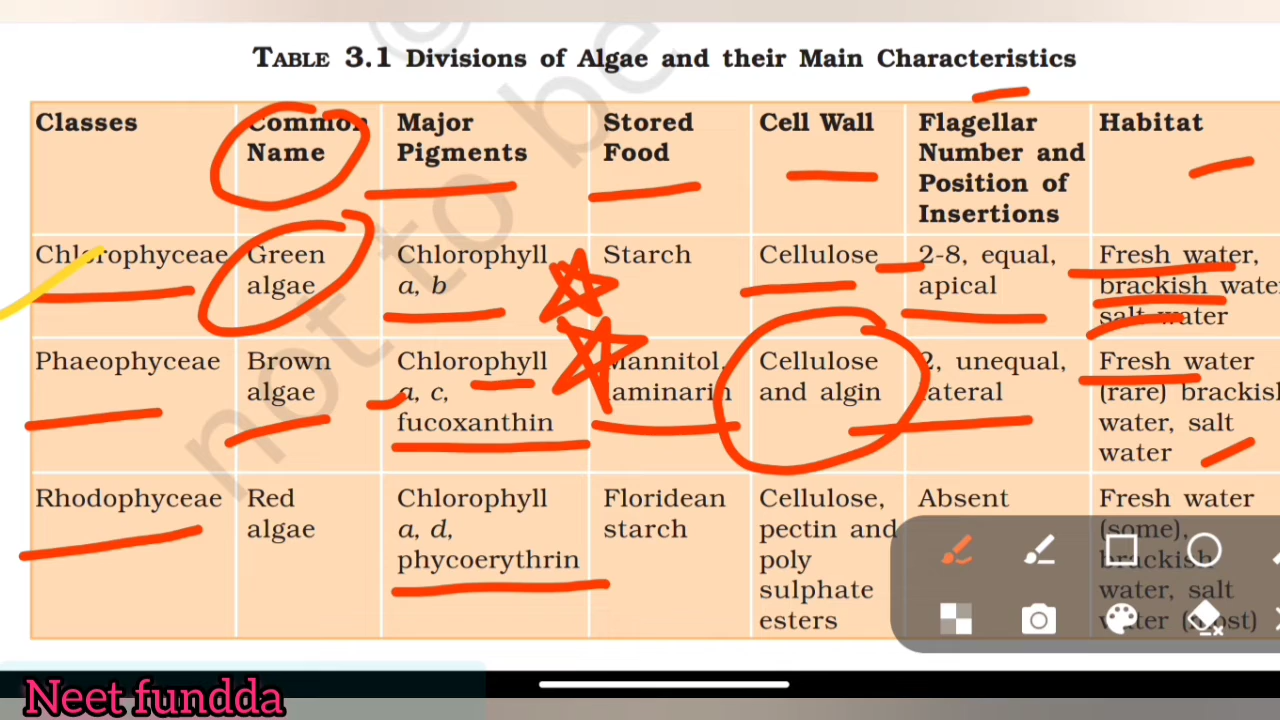 TABLE 3.1 Divisions of Algae and their Main Characteristics
Classes
Common
Name
Major
Pigments
Stored
Food
Cell Wall
Flagellar
Number and
Position of
Insertions
Habitat
Chlorophyceae
Green
algae
Chlorophyll
a, b
Starch
Cellulose
2-8, equal,
apical
Fresh water,
brackish
salt water
Phaeophyceae
Brown
algae
Chlorophyll
a, c,
fucoxanthin
Mannitol,
laminarin
Cellulose
and algin
2, unequal,
lateral
Fresh water
(rare)
water, salt
water
Rhodophyceae
Red
algae
Chlorophyll
a, d,
phycoerythrin
Floridean
starch
Cellulose,
pectin and
poly
sulphate
esters
Absent
Fresh water
(some),
brackish
water, salt
water (most)
not to be
Neet fundda